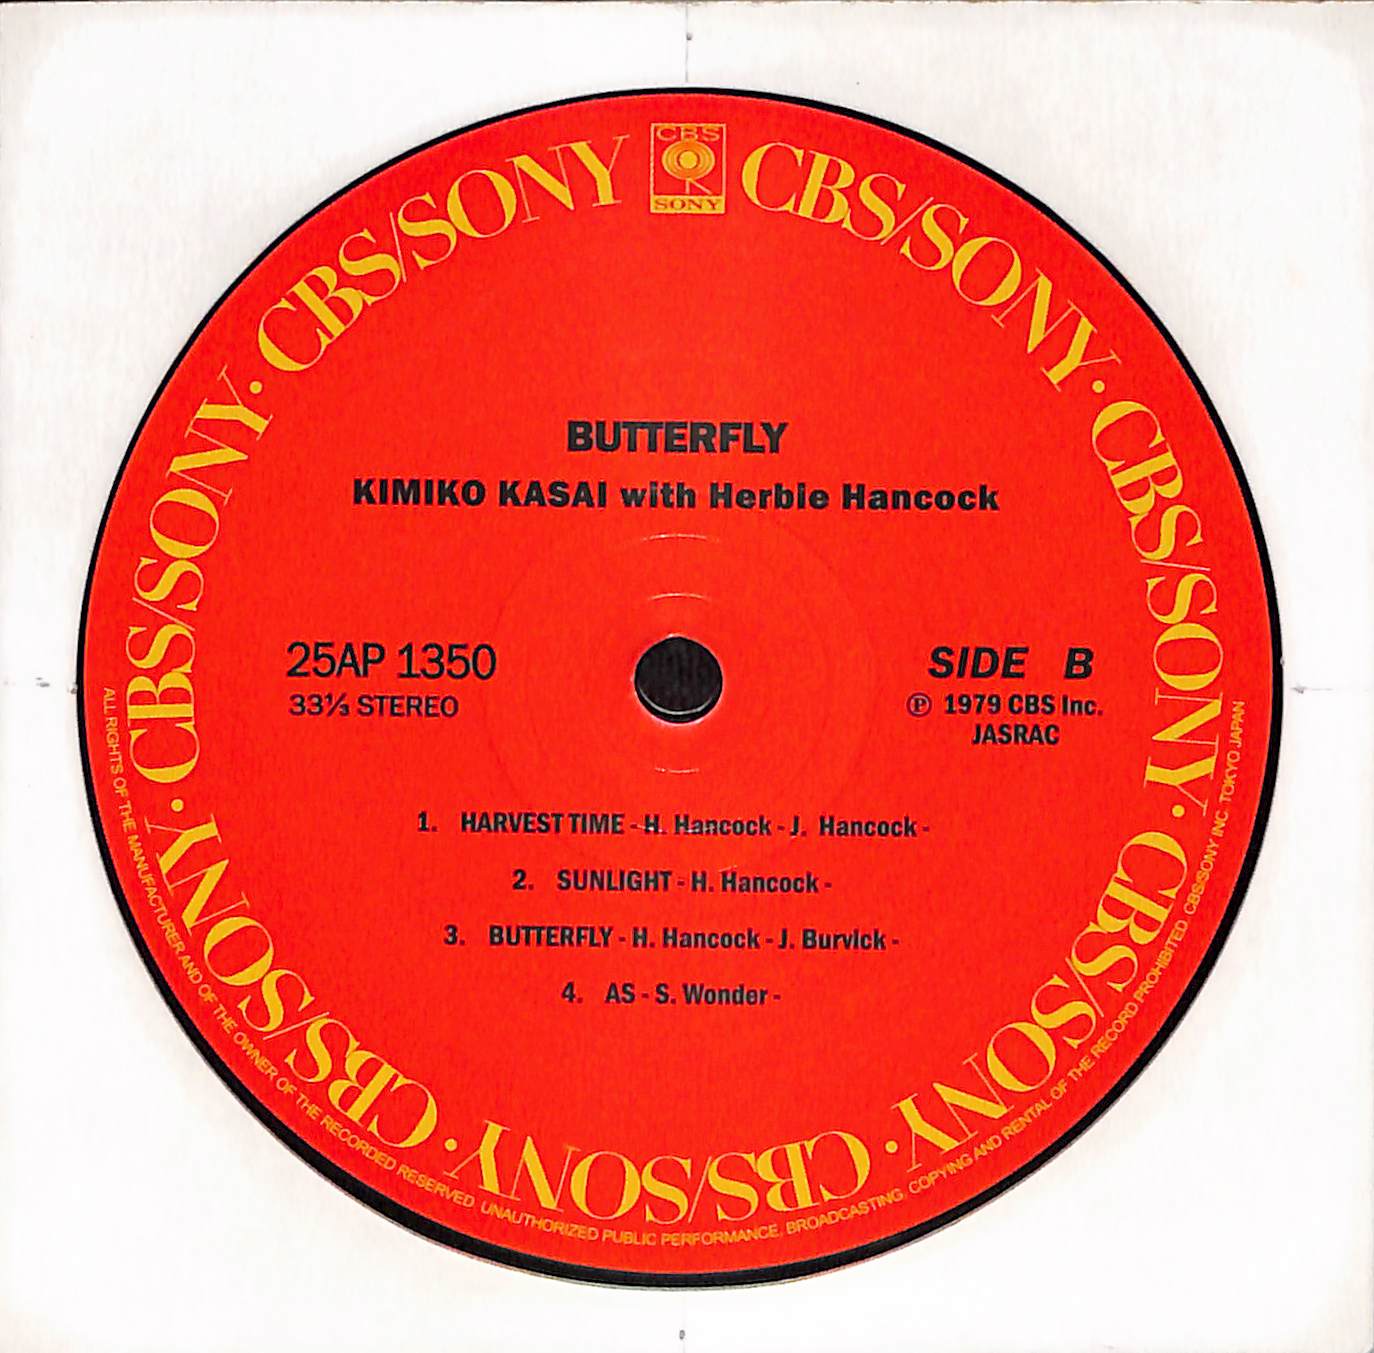 CBS
SONY
CBS/SONY · CBS/SONY · CBS/SONY · CBS/SONY · CBS/SONY · CBS/SONY · CBS/SONY
BUTTERFLY
KIMIKO KASAI with Herbie Hancock
25AP 1350
33⅓ STEREO
SIDE B
Ⓟ 1979 CBS Inc.
JASRAC
1. HARVEST TIME - H. Hancock - J. Hancock -
2. SUNLIGHT - H. Hancock -
3. BUTTERFLY - H. Hancock - J. Burvick -
4. AS - S. Wonder -
ALL RIGHTS OF THE MANUFACTURER AND OF THE OWNER OF THE RECORDED RESERVED. UNAUTHORIZED PUBLIC PERFORMANCE, BROADCASTING, COPYING AND RENTAL OF THE RECORD PROHIBITED. CBS/SONY INC. TOKYO JAPAN